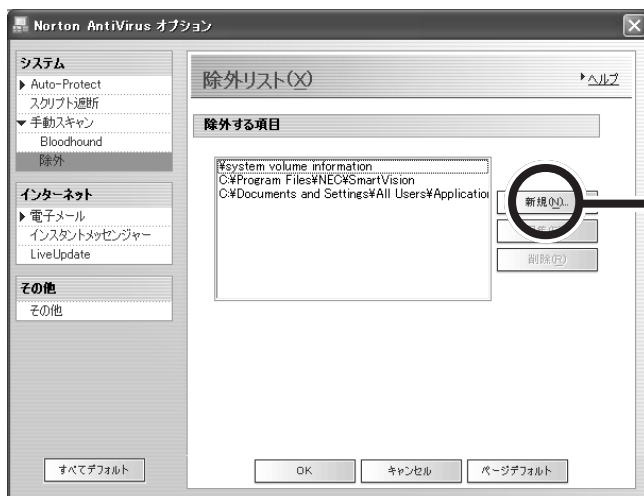 Norton AntiVirus オプション
システム
Auto-Protect
スクリプト遮断
手動スキャン
Bloodhound
除外
インターネット
電子メール
インスタントメッセンジャー
LiveUpdate
その他
その他
すべてデフォルト
除外リスト(X)
ヘルプ
除外する項目
¥system volume information
C:¥Program Files¥NEC¥SmartVision
C:¥Documents and Settings¥All Users¥Application
新規(N)...
削除(R)
OK
キャンセル
ページデフォルト